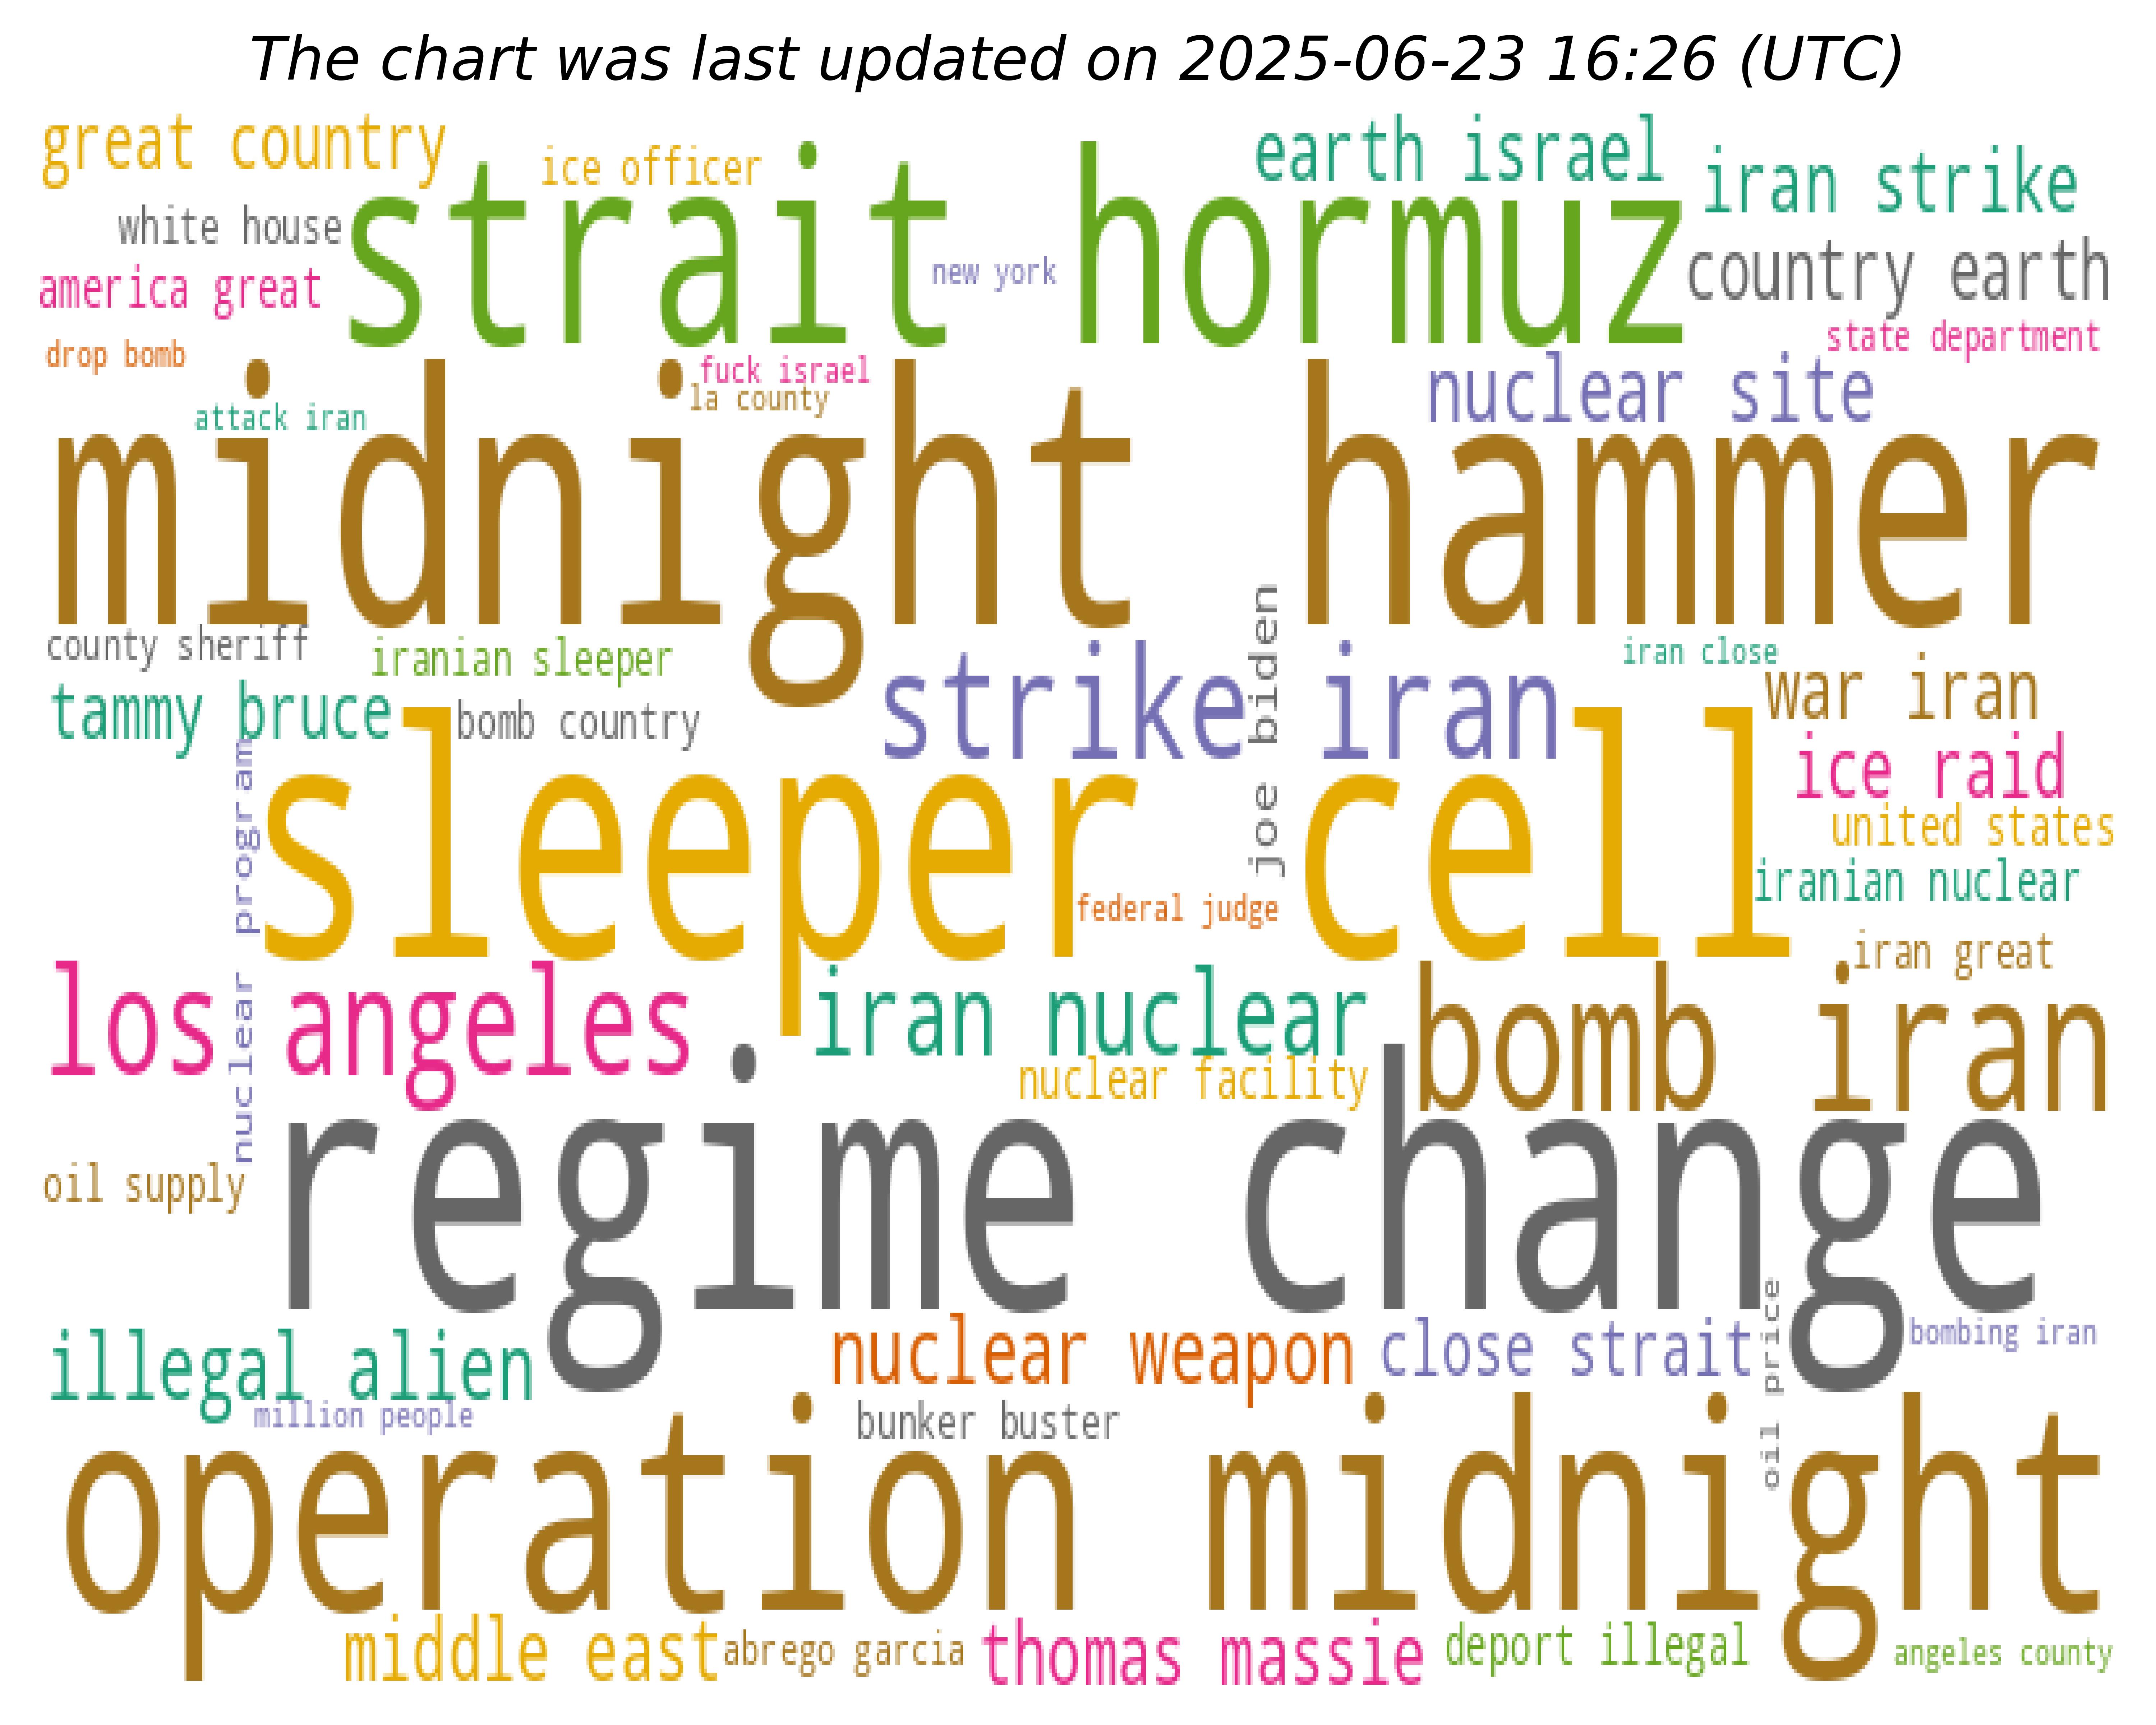 The chart was last updated on 2025-06-23 16:26 (UTC)
great country
ice officer
earth israel
iran strike
white house
strait hormuz
new york
country earth
america great
state department
drop bomb
fuck israel
la county
nuclear site
attack iran
midnight hammer
county sheriff
iranian sleeper
joe biden
iran close
tammy bruce
bomb country
strike iran
war iran
ice raid
nuclear program
sleeper cell
united states
iranian nuclear
federal judge
iran great
los angeles
iran nuclear
bomb iran
nuclear facility
oil supply
regime change
illegal alien
nuclear weapon
close strait
oil price
bombing iran
million people
bunker buster
operation midnight
middle east
abrego garcia
thomas massie
deport illegal
angeles county